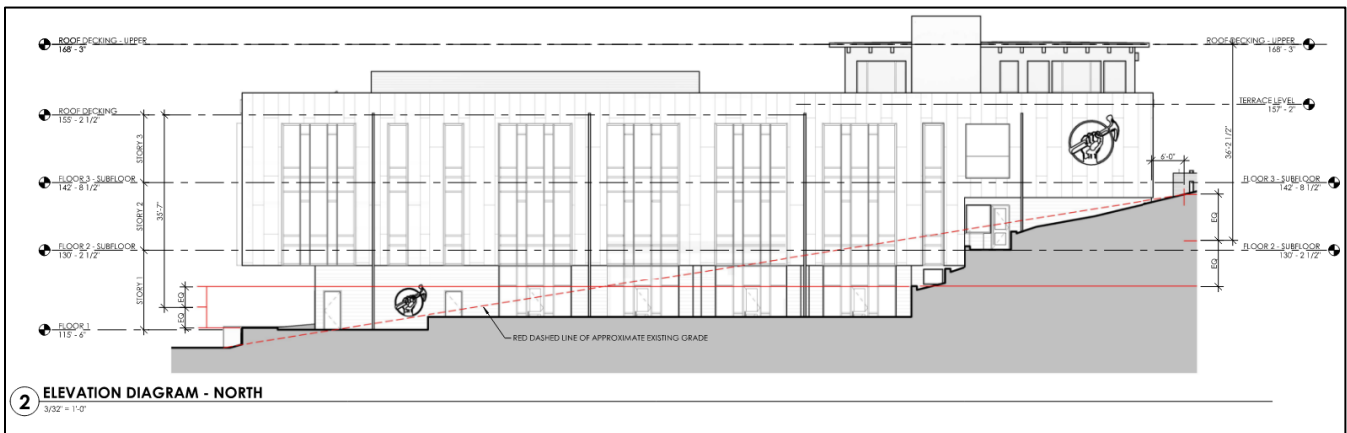 ROOF DECKING - UPPER
168' - 3"
ROOF DECKING - UPPER
168' - 3"
TERRACE LEVEL
157' - 2"
ROOF DECKING
155' - 2 1/2"
STORY 3
36'-2 1/2"
6'-0"
FLOOR 3 - SUBFLOOR
142' - 8 1/2"
FLOOR 3 - SUBFLOOR
142' - 8 1/2"
STORY 2
35'-7"
EQ
FLOOR 2 - SUBFLOOR
130' - 2 1/2"
FLOOR 2 - SUBFLOOR
130' - 2 1/2"
STORY 1
EQ
EQ
EQ
FLOOR 1
115' - 6"
RED DASHED LINE OF APPROXIMATE EXISTING GRADE
2
ELEVATION DIAGRAM - NORTH
3/32" = 1'-0"